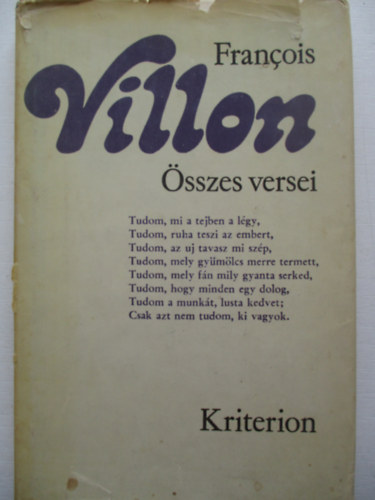 François
Villon
Összes versei
Tudom, mi a tejben a légy,
Tudom, ruha teszi az embert,
Tudom, az uj tavasz mi szép,
Tudom, mely gyümölcs merre termett,
Tudom, mely fán mily gyanta serked,
Tudom, hogy minden egy dolog,
Tudom a munkát, lusta kedvet;
Csak azt nem tudom, ki vagyok.
Kriterion